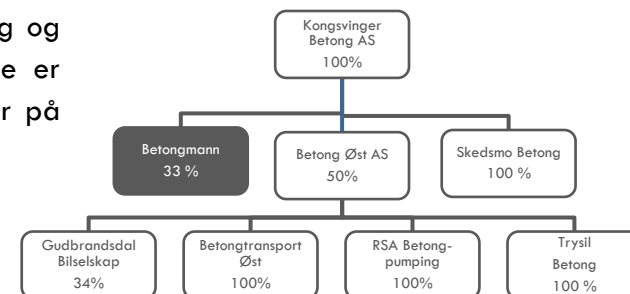 g og
e er
r på
Kongsvinger
Betong AS
100%
Betongmann
33 %
Betong Øst AS
50%
Skedsmo Betong
100 %
Gudbrandsdal
Bilselskap
34%
Betongtransport
Øst
100%
RSA Betong-
pumping
100%
Trysil
Betong
100 %